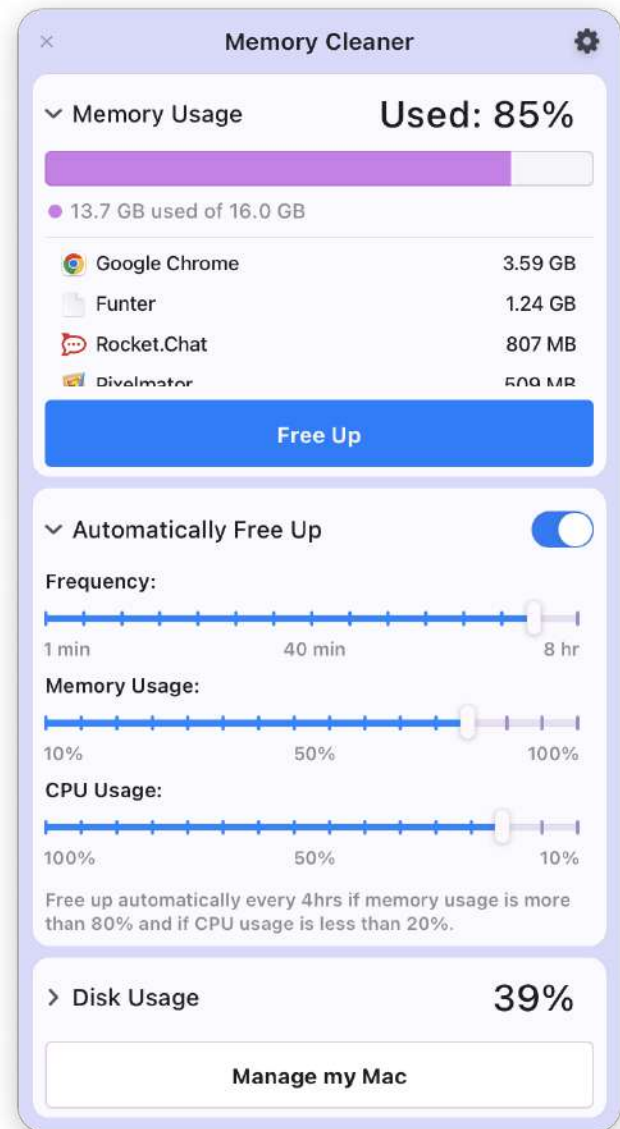 Memory Cleaner
Memory Usage
Used: 85%
13.7 GB used of 16.0 GB
Google Chrome 3.59 GB
Funter 1.24 GB
Rocket.Chat 807 MB
Pixelmator 509 MB
Free Up
Automatically Free Up
Frequency:
1 min 40 min 8 hr
Memory Usage:
10% 50% 100%
CPU Usage:
100% 50% 10%
Free up automatically every 4hrs if memory usage is more
than 80% and if CPU usage is less than 20%.
Disk Usage 39%
Manage my Mac